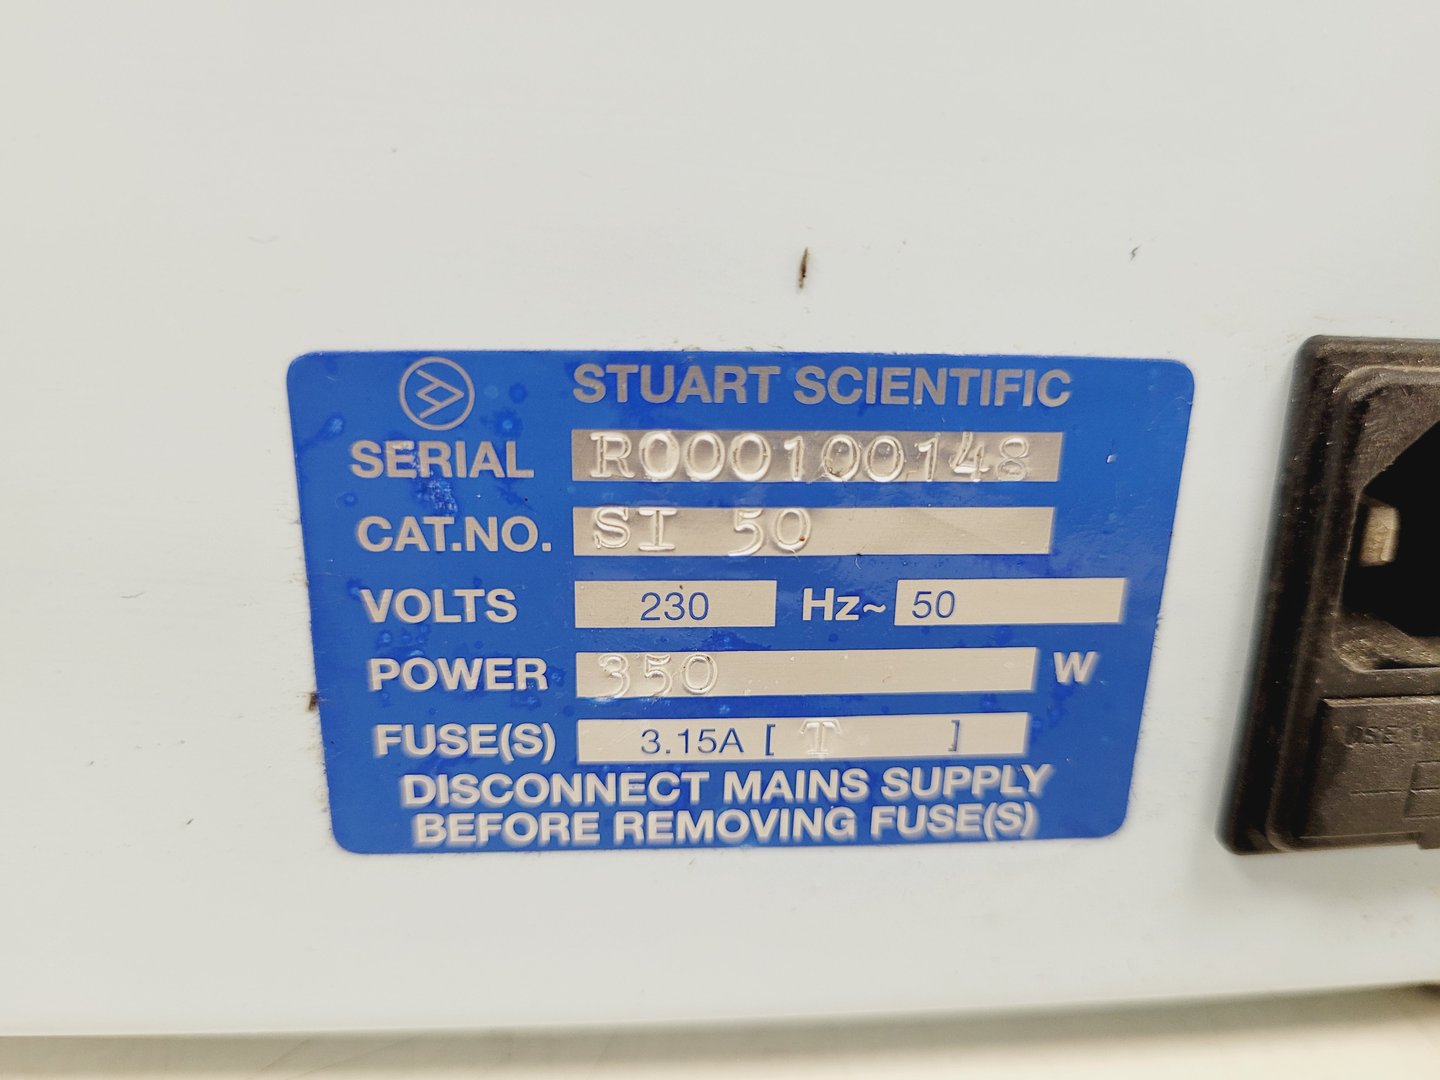 STUART SCIENTIFIC
SERIAL R000100148
CAT.NO. SI 50
VOLTS 230 Hz~ 50
POWER 350 W
FUSE(S) 3.15A [ T ]
DISCONNECT MAINS SUPPLY
BEFORE REMOVING FUSE(S)
USE